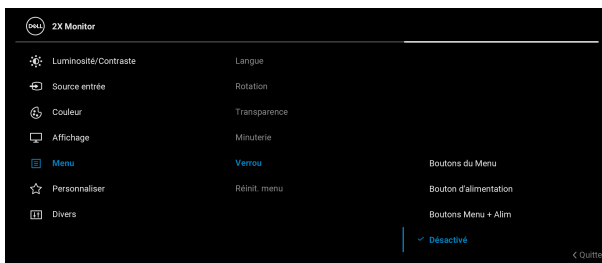 DELL 2X Monitor
Luminosité/Contraste Langue
Source entrée Rotation
Couleur Transparence
Affichage Minuterie
Menu Verrou Boutons du Menu
Personnaliser Réinit. menu Bouton d'alimentation
Divers Boutons Menu + Alim
Désactivé
Quitte